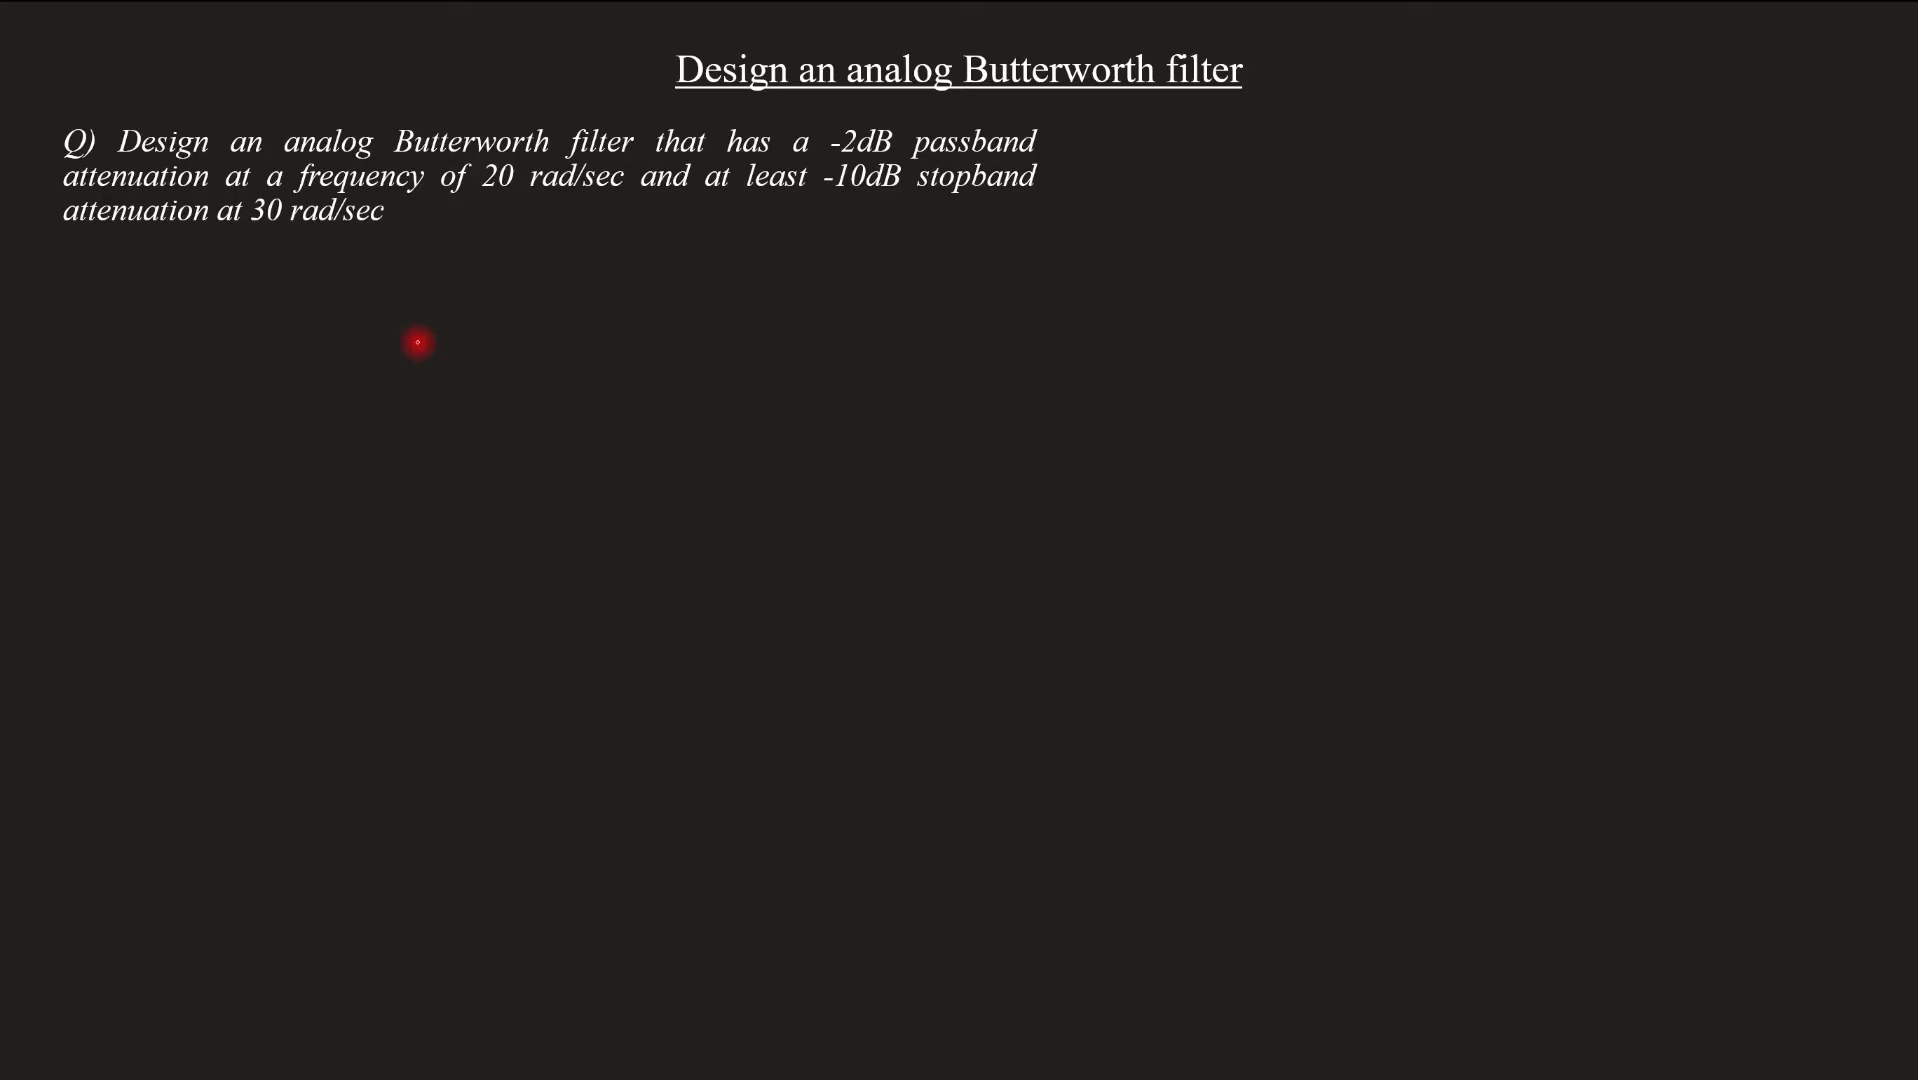 Design an analog Butterworth filter
Q) Design an analog Butterworth filter that has a -2dB passband
attenuation at a frequency of 20 rad/sec and at least -10dB stopband
attenuation at 30 rad/sec